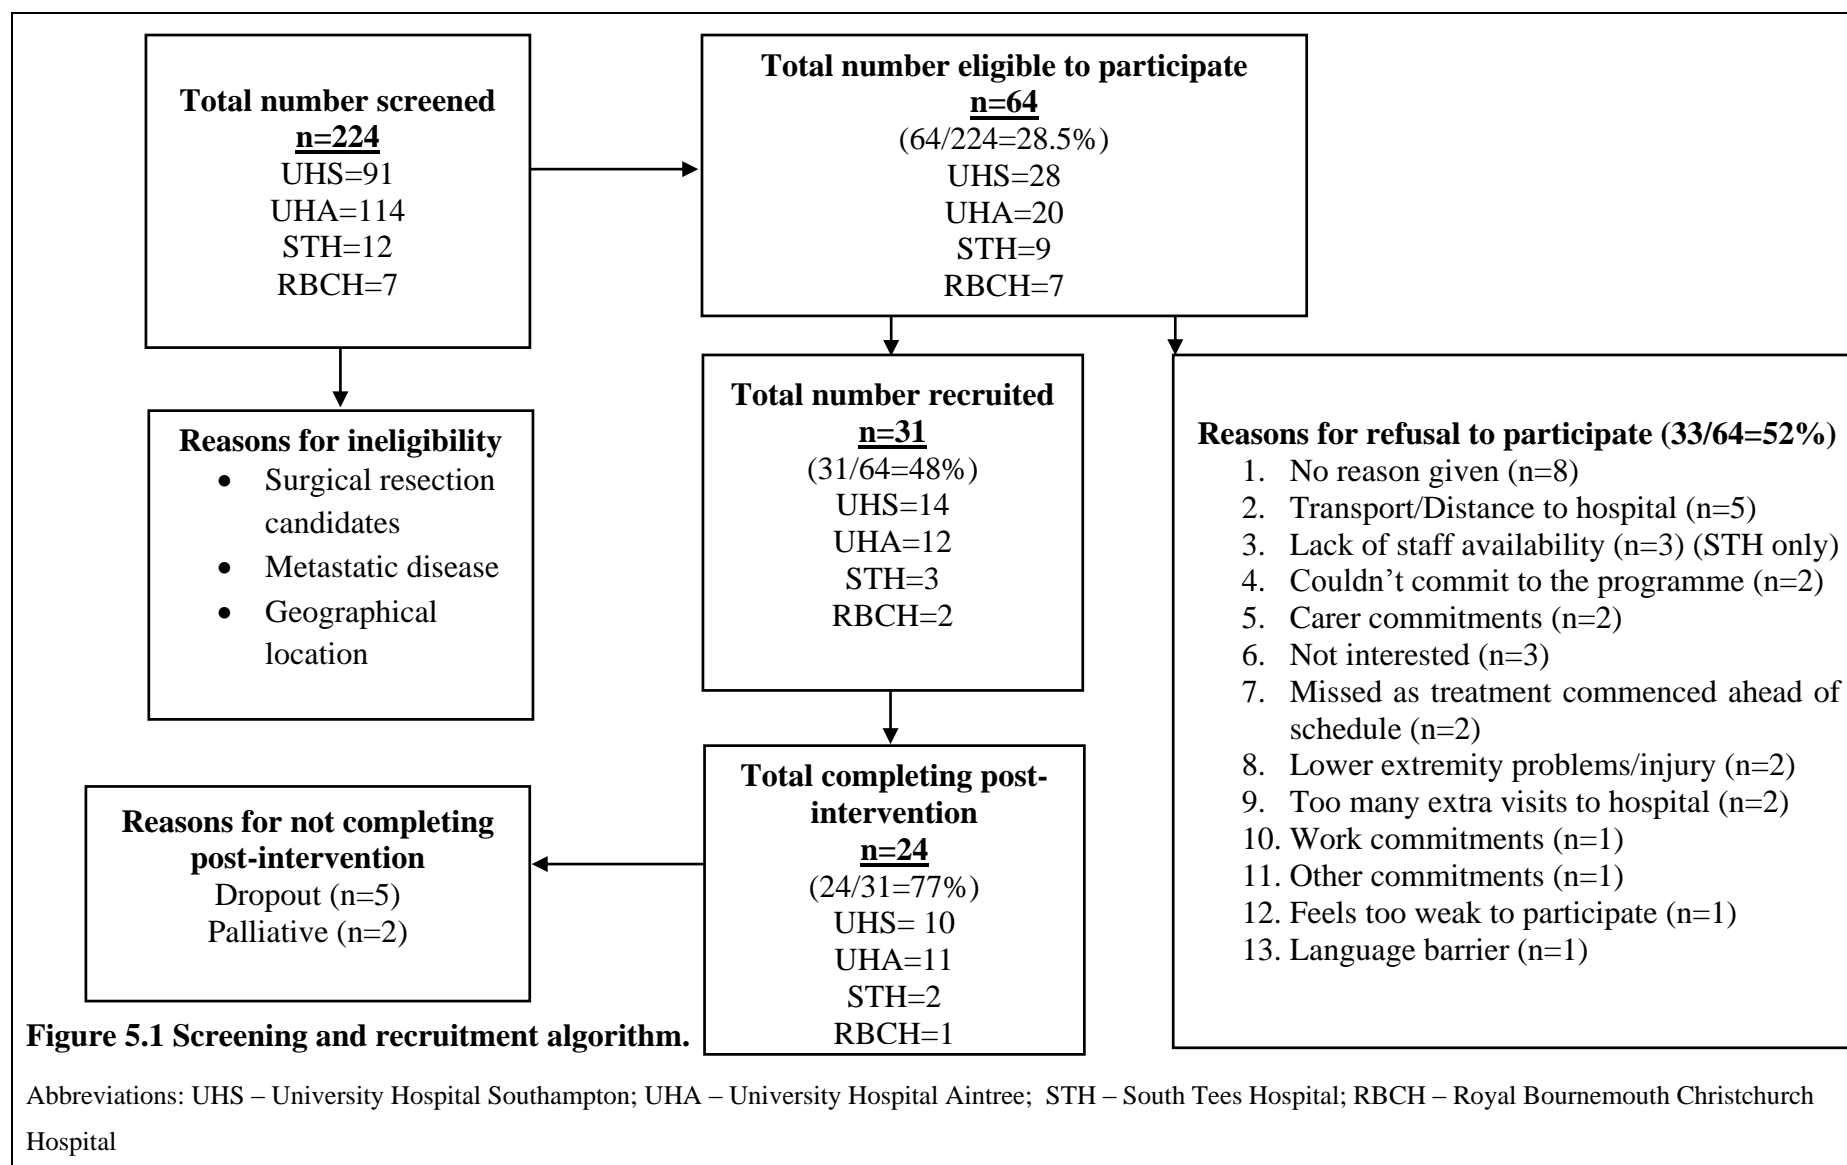 Total number screened
n=224
UHS=91
UHA=114
STH=12
RBCH=7
Total number eligible to participate
n=64
(64/224=28.5%)
UHS=28
UHA=20
STH=9
RBCH=7
Reasons for ineligibility
• Surgical resection
candidates
• Metastatic disease
• Geographical
location
Total number recruited
n=31
(31/64=48%)
UHS=14
UHA=12
STH=3
RBCH=2
Reasons for refusal to participate (33/64=52%)
1. No reason given (n=8)
2. Transport/Distance to hospital (n=5)
3. Lack of staff availability (n=3) (STH only)
4. Couldn’t commit to the programme (n=2)
5. Carer commitments (n=2)
6. Not interested (n=3)
7. Missed as treatment commenced ahead of
schedule (n=2)
8. Lower extremity problems/injury (n=2)
9. Too many extra visits to hospital (n=2)
10. Work commitments (n=1)
11. Other commitments (n=1)
12. Feels too weak to participate (n=1)
13. Language barrier (n=1)
Total completing post-
intervention
n=24
(24/31=77%)
UHS= 10
UHA=11
STH=2
RBCH=1
Reasons for not completing
post-intervention
Dropout (n=5)
Palliative (n=2)
Figure 5.1 Screening and recruitment algorithm.
Abbreviations: UHS – University Hospital Southampton; UHA – University Hospital Aintree; STH – South Tees Hospital; RBCH – Royal Bournemouth Christchurch
Hospital